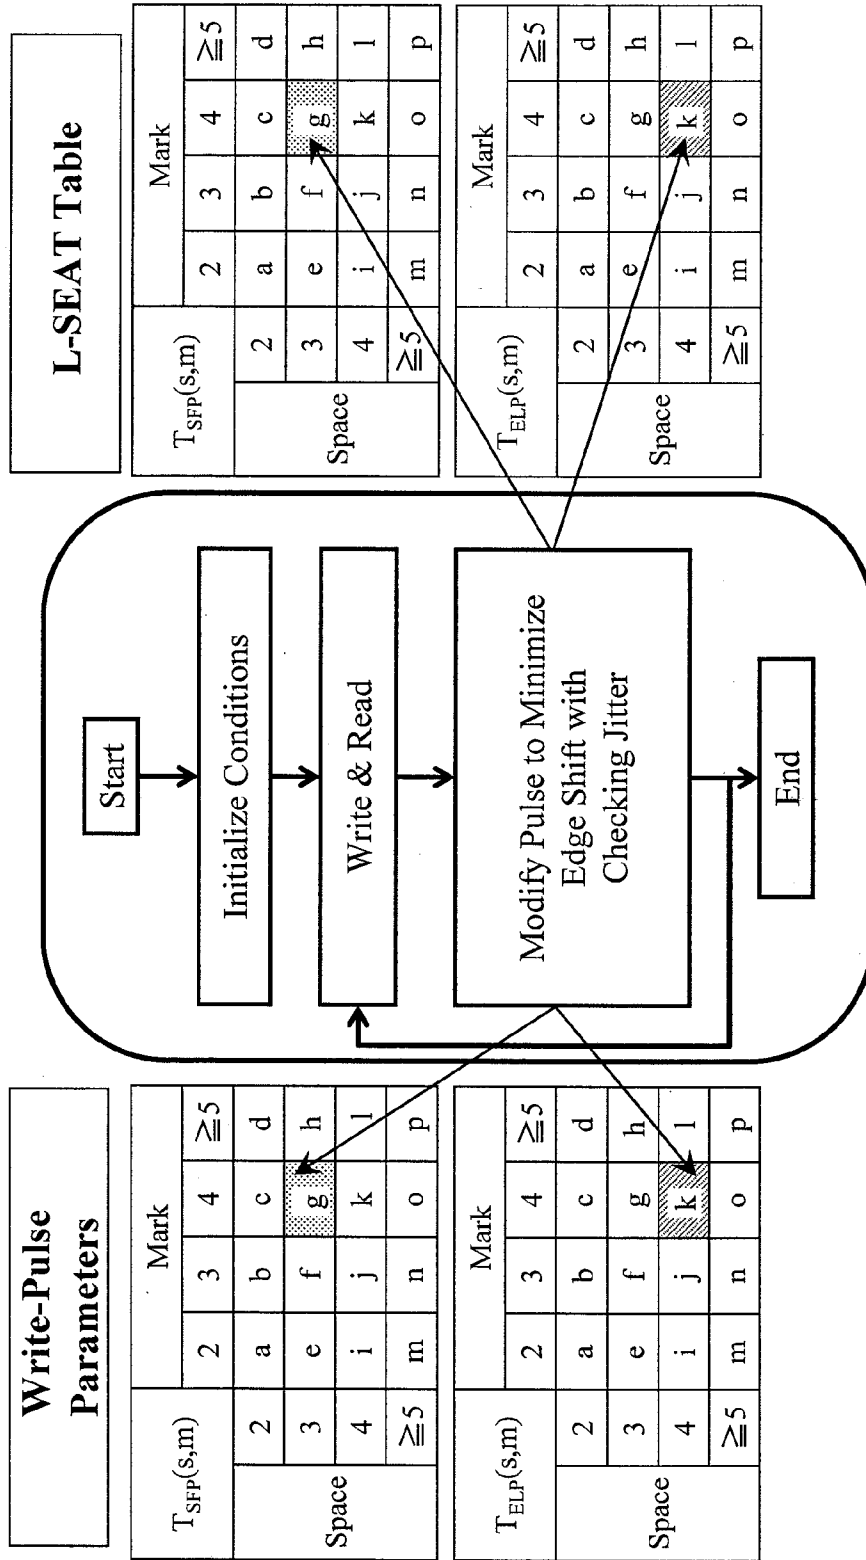 Write-Pulse
Parameters
T_SFP(s,m) Mark
2 3 4 ≧5
Space 2 a b c d
3 e f g h
4 i j k l
≧5 m n o p
T_ELP(s,m) Mark
2 3 4 ≧5
Space 2 a b c d
3 e f g h
4 i j k l
≧5 m n o p
Start
Initialize Conditions
Write & Read
Modify Pulse to Minimize
Edge Shift with
Checking Jitter
End
L-SEAT Table
T_SFP(s,m) Mark
2 3 4 ≧5
Space 2 a b c d
3 e f g h
4 i j k l
≧5 m n o p
T_ELP(s,m) Mark
2 3 4 ≧5
Space 2 a b c d
3 e f g h
4 i j k l
≧5 m n o p